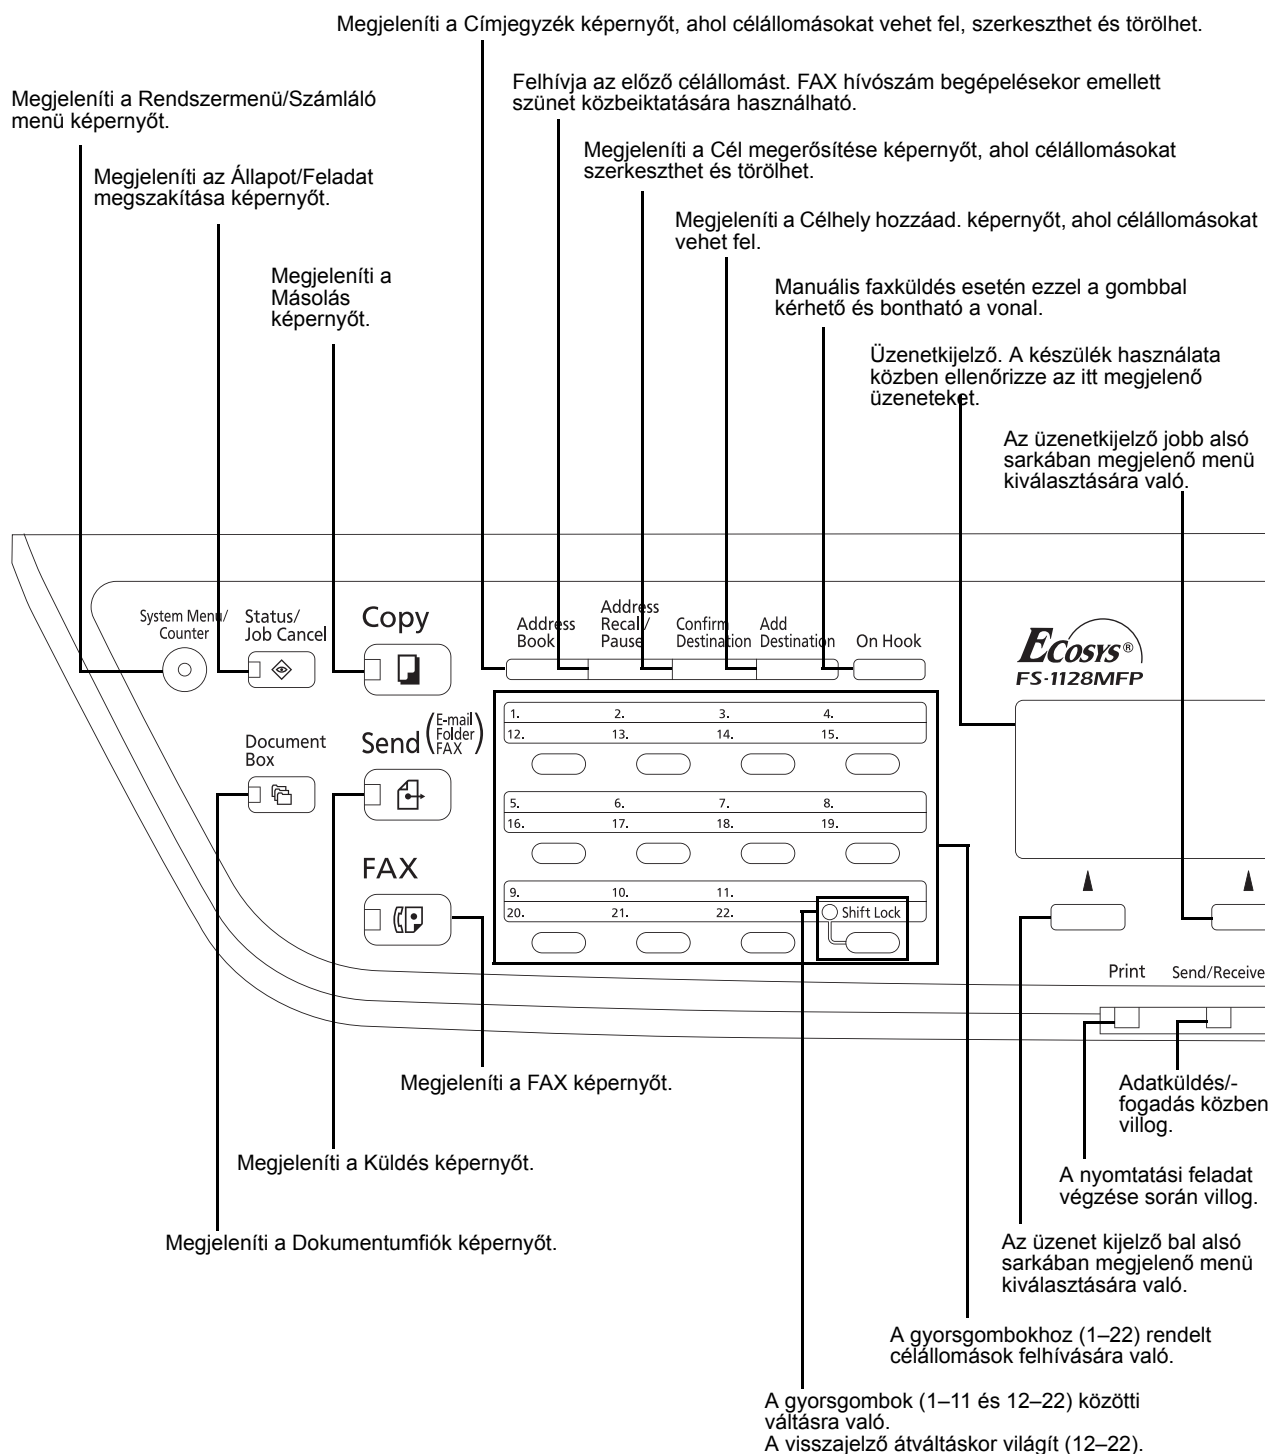 Megjeleníti a Címjegyzék képernyőt, ahol célállomásokat vehet fel, szerkeszthet és törölhet.
Felhívja az előző célállomást. FAX hívószám begépelésekor emellett
szünet közbeiktatására használható.
Megjeleníti a Rendszermenü/Számláló
menü képernyőt.
Megjeleníti a Cél megerősítése képernyőt, ahol célállomásokat
szerkeszthet és törölhet.
Megjeleníti az Állapot/Feladat
megszakítása képernyőt.
Megjeleníti a Célhely hozzáad. képernyőt, ahol célállomásokat
vehet fel.
Megjeleníti a
Másolás
képernyőt.
Manuális faxküldés esetén ezzel a gombbal
kérhető és bontható a vonal.
Üzenetkijelző. A készülék használata
közben ellenőrizze az itt megjelenő
üzeneteket.
Az üzenetkijelző jobb alsó
sarkában megjelenő menü
kiválasztására való.
System Menu/
Counter
Status/
Job Cancel
Copy
Address
Book
Address
Recall/
Pause
Confirm
Destination
Add
Destination
On Hook
Ecosys®
FS-1128MFP
1. 2. 3. 4.
12. 13. 14. 15.
Document
Box
Send (E-mail
Folder
FAX)
5. 6. 7. 8.
16. 17. 18. 19.
FAX
9. 10. 11.
20. 21. 22.
Shift Lock
Print Send/Receive
Megjeleníti a FAX képernyőt.
Adatküldés/-
fogadás közben
villog.
Megjeleníti a Küldés képernyőt.
A nyomtatási feladat
végzése során villog.
Megjeleníti a Dokumentumfiók képernyőt.
Az üzenet kijelző bal alsó
sarkában megjelenő menü
kiválasztására való.
A gyorsgombokhoz (1–22) rendelt
célállomások felhívására való.
A gyorsgombok (1–11 és 12–22) közötti
váltásra való.
A visszajelző átváltáskor világít (12–22).